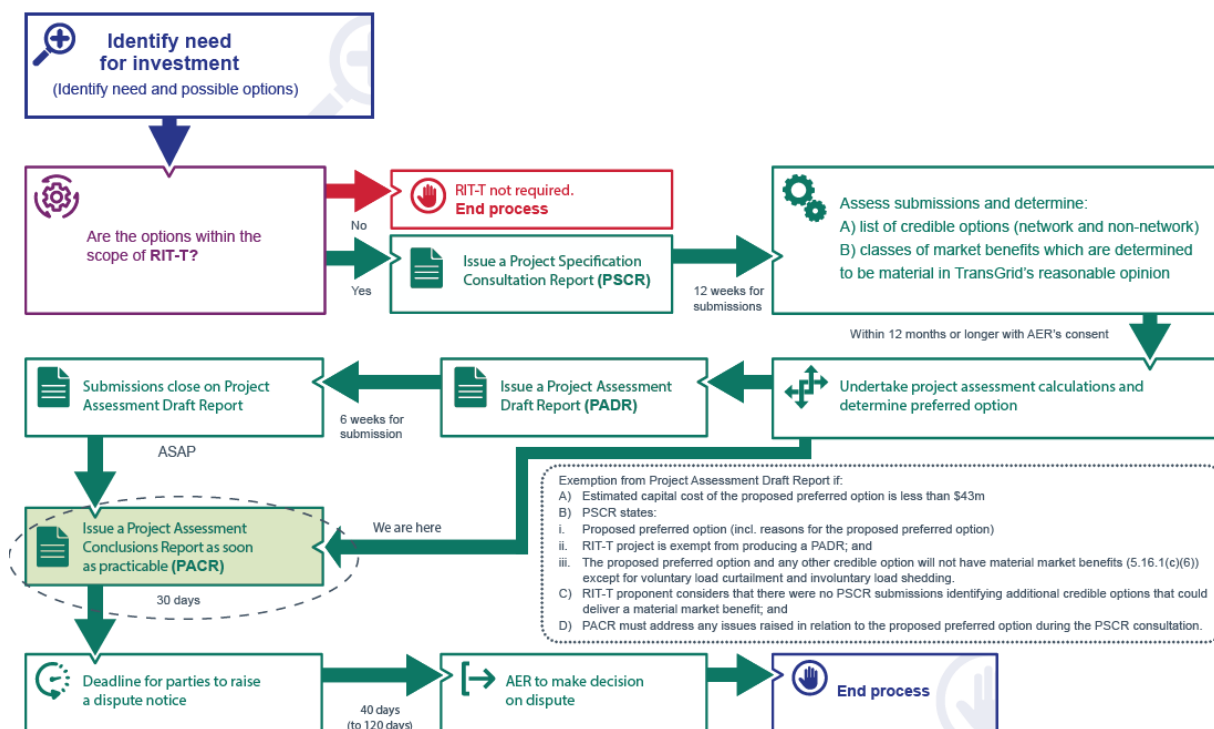 Identify need
for investment
(Identify need and possible options)
Are the options within the
scope of RIT-T?
No
Yes
RIT-T not required.
End process
Issue a Project Specification
Consultation Report (PSCR)
12 weeks for
submissions
Assess submissions and determine:
A) list of credible options (network and non-network)
B) classes of market benefits which are determined
to be material in TransGrid's reasonable opinion
Within 12 months or longer with AER's consent
Undertake project assessment calculations and
determine preferred option
Issue a Project Assessment
Draft Report (PADR)
6 weeks for
submission
Submissions close on Project
Assessment Draft Report
ASAP
We are here
Issue a Project Assessment
Conclusions Report as soon
as practicable (PACR)
30 days
Exemption from Project Assessment Draft Report if:
A) Estimated capital cost of the proposed preferred option is less than $43m
B) PSCR states:
i. Proposed preferred option (incl. reasons for the proposed preferred option)
ii. RIT-T project is exempt from producing a PADR; and
iii. The proposed preferred option and any other credible option will not have material market benefits (5.16.1(c)(6))
except for voluntary load curtailment and involuntary load shedding.
C) RIT-T proponent considers that there were no PSCR submissions identifying additional credible options that could
deliver a material market benefit; and
D) PACR must address any issues raised in relation to the proposed preferred option during the PSCR consultation.
Deadline for parties to raise
a dispute notice
40 days
(to 120 days)
AER to make decision
on dispute
End process